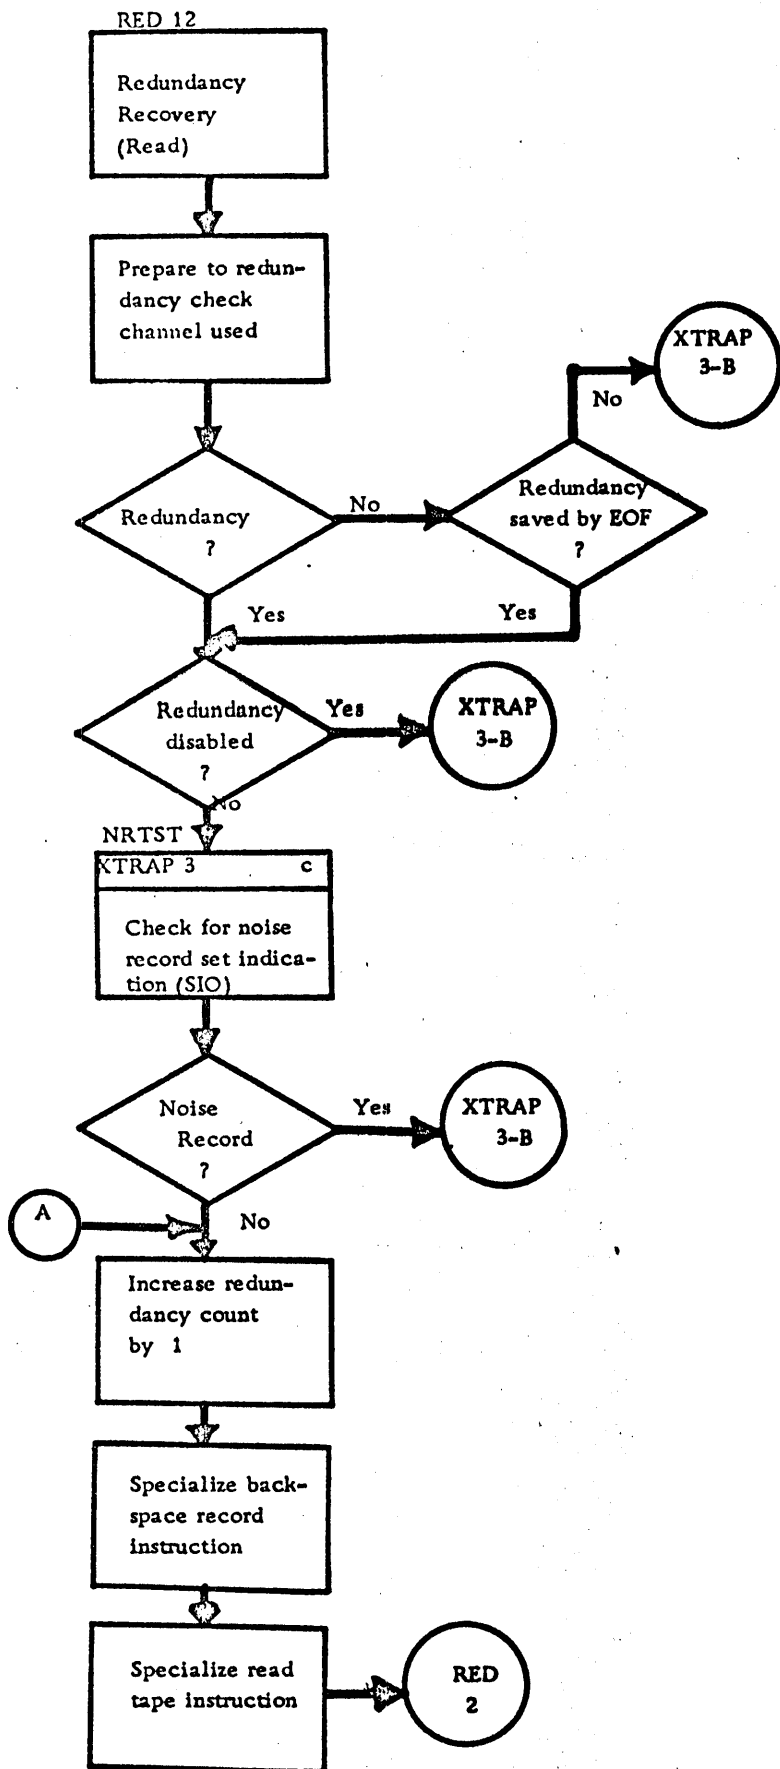 RED 12
Redundancy
Recovery
(Read)
Prepare to redun-
dancy check
channel used
XTRAP
3-B
No
Redundancy
?
No
Redundancy
saved by EOF
?
Yes
Yes
Redundancy
disabled
?
Yes
XTRAP
3-B
No
NRTST
XTRAP 3 c
Check for noise
record set indica-
tion (SIO)
Noise
Record
?
Yes
XTRAP
3-B
A
No
Increase redun-
dancy count
by 1
Specialize back-
space record
instruction
Specialize read
tape instruction
RED
2